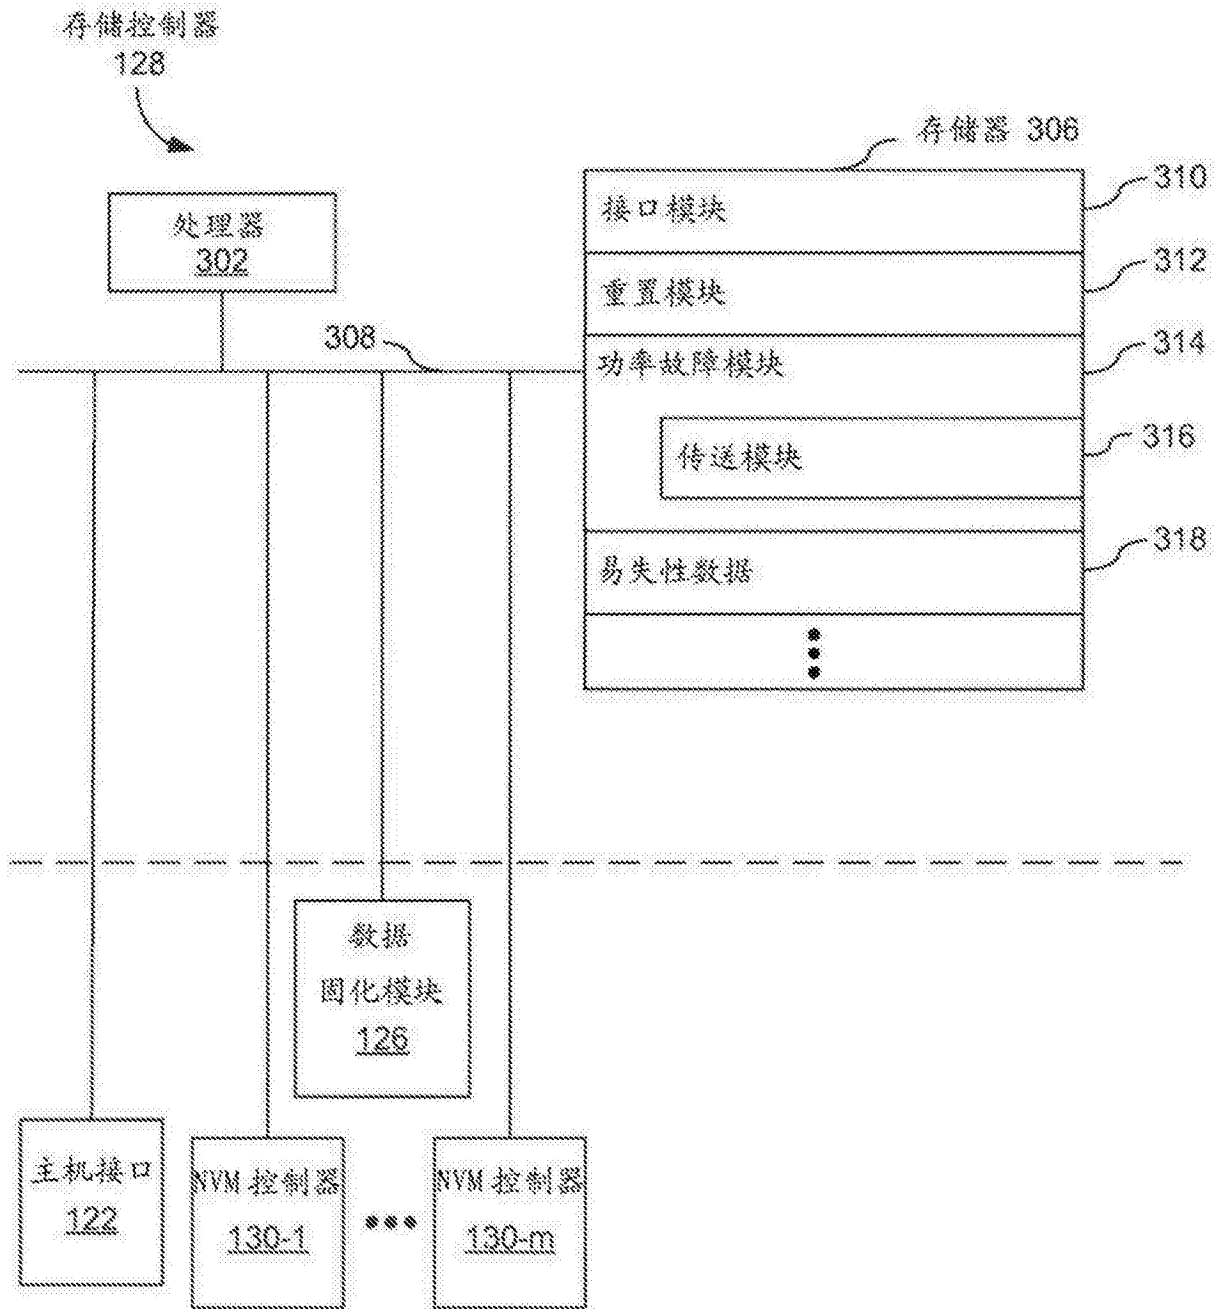 存储控制器
128
存储器 306
处理器
302
308
接口模块
310
重置模块
312
功率故障模块
314
传送模块
316
易失性数据
318
数据
固化模块
126
主机接口
122
NVM 控制器
130-1
NVM 控制器
130-m